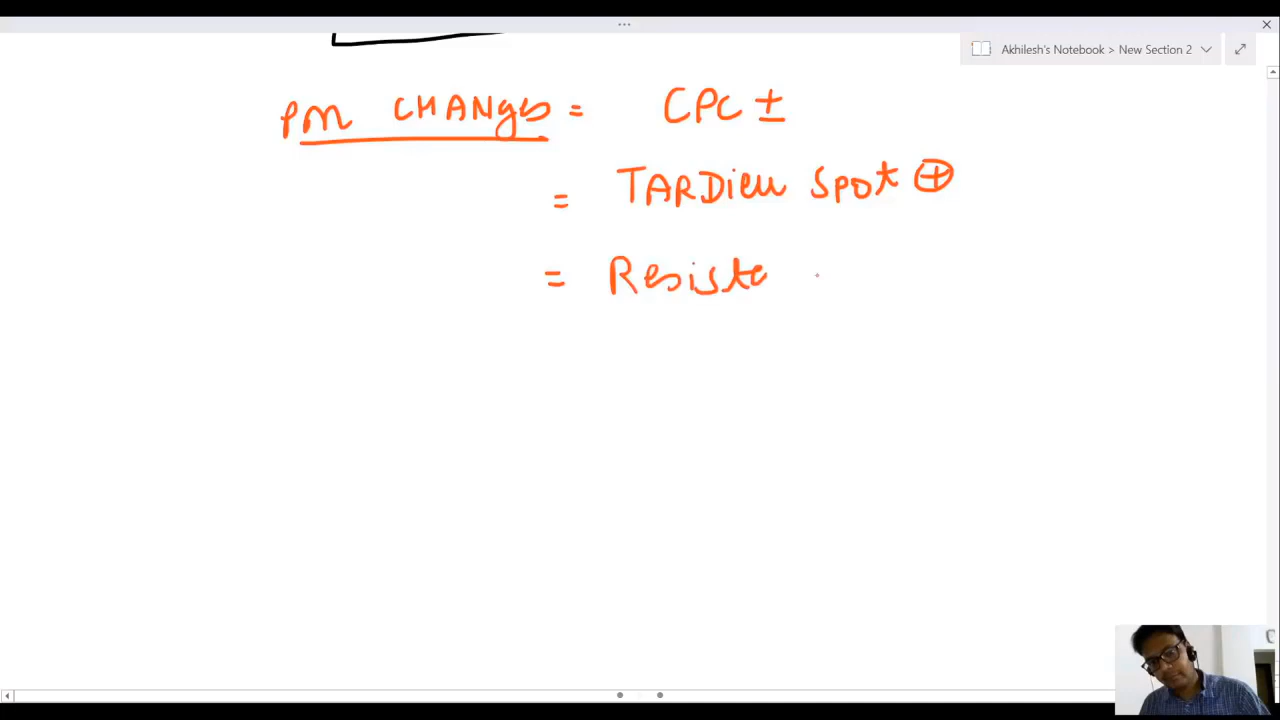 Akhilesh's Notebook > New Section 2
PM CHANges = CPC ±
= TARDieu Spot ⊕
= Resiste